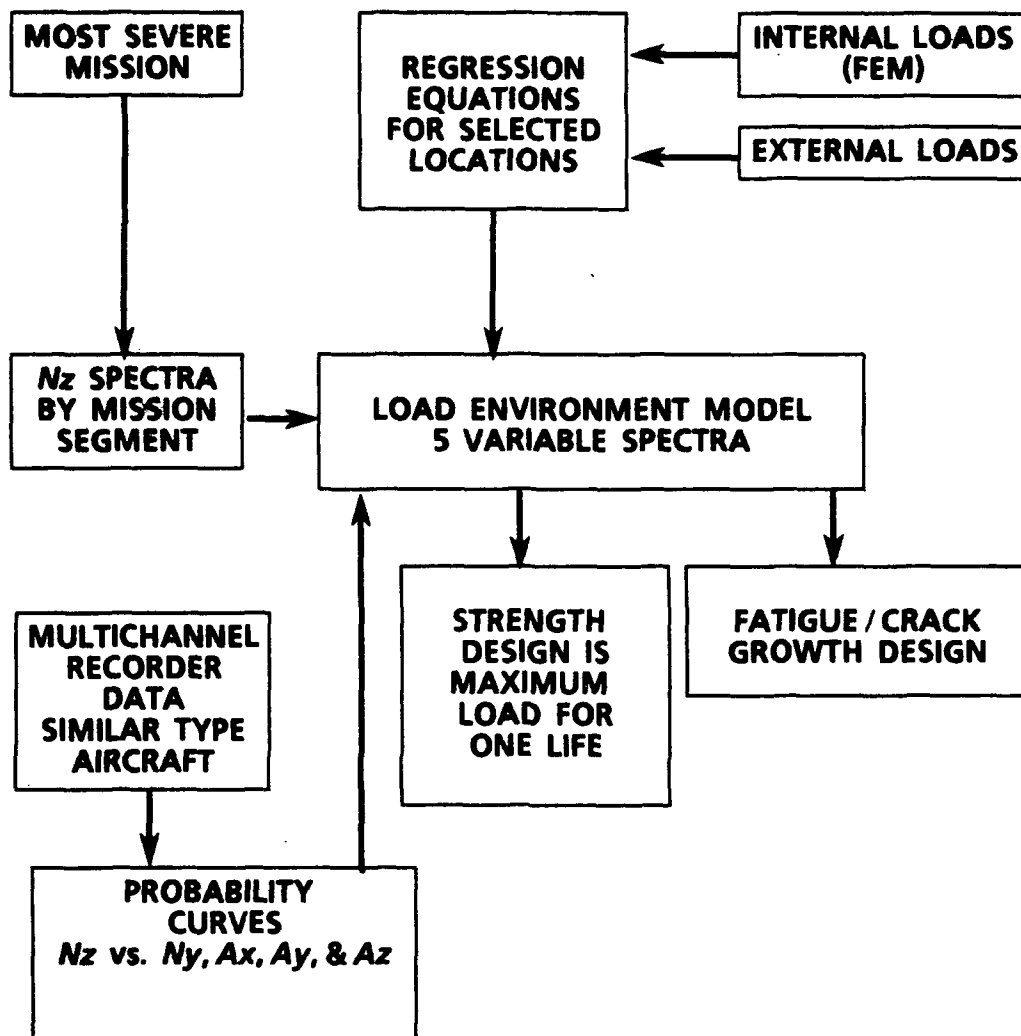 MOST SEVERE
MISSION
REGRESSION
EQUATIONS
FOR SELECTED
LOCATIONS
INTERNAL LOADS
(FEM)
EXTERNAL LOADS
Nz SPECTRA
BY MISSION
SEGMENT
LOAD ENVIRONMENT MODEL
5 VARIABLE SPECTRA
MULTICHANNEL
RECORDER
DATA
SIMILAR TYPE
AIRCRAFT
STRENGTH
DESIGN IS
MAXIMUM
LOAD FOR
ONE LIFE
FATIGUE / CRACK
GROWTH DESIGN
PROBABILITY
CURVES
Nz vs. Ny, Ax, Ay, & Az